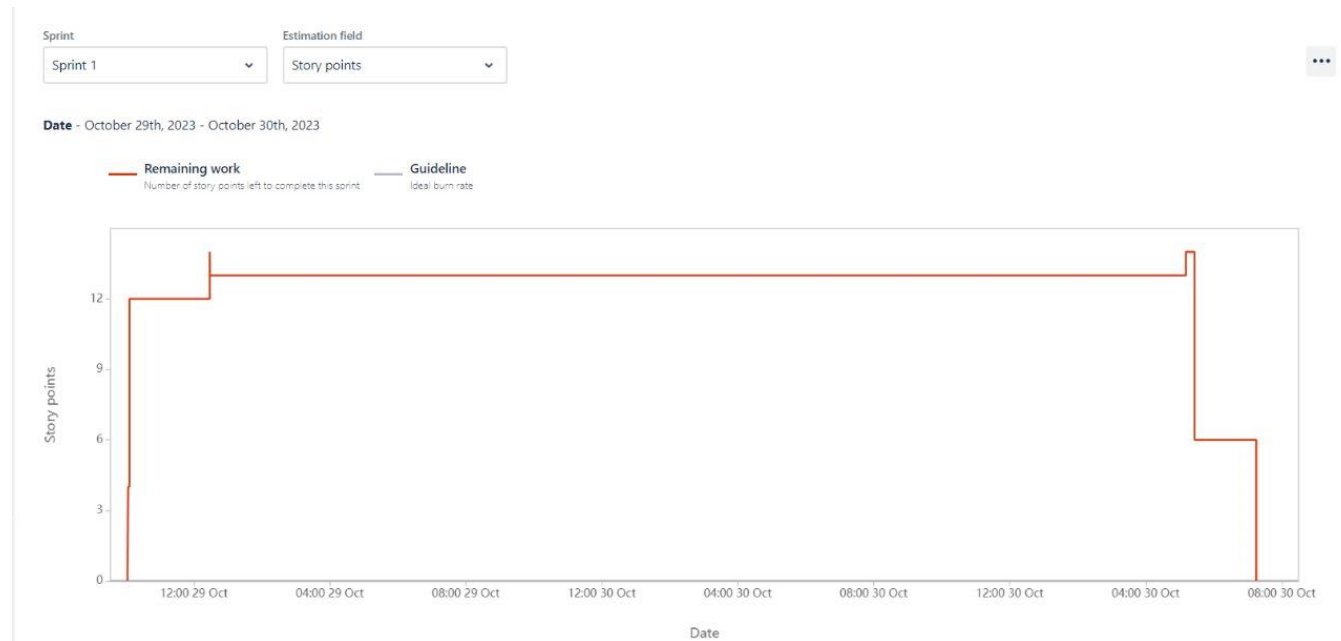 Sprint Estimation field
Sprint 1 Story points
Date - October 29th, 2023 - October 30th, 2023
Remaining work Guideline
Number of story points left to complete this sprint Ideal burn rate
Story points
12
9
6
3
0
12:00 29 Oct 04:00 29 Oct 08:00 29 Oct 12:00 30 Oct 04:00 30 Oct 08:00 30 Oct 12:00 30 Oct 04:00 30 Oct 08:00 30 Oct
Date